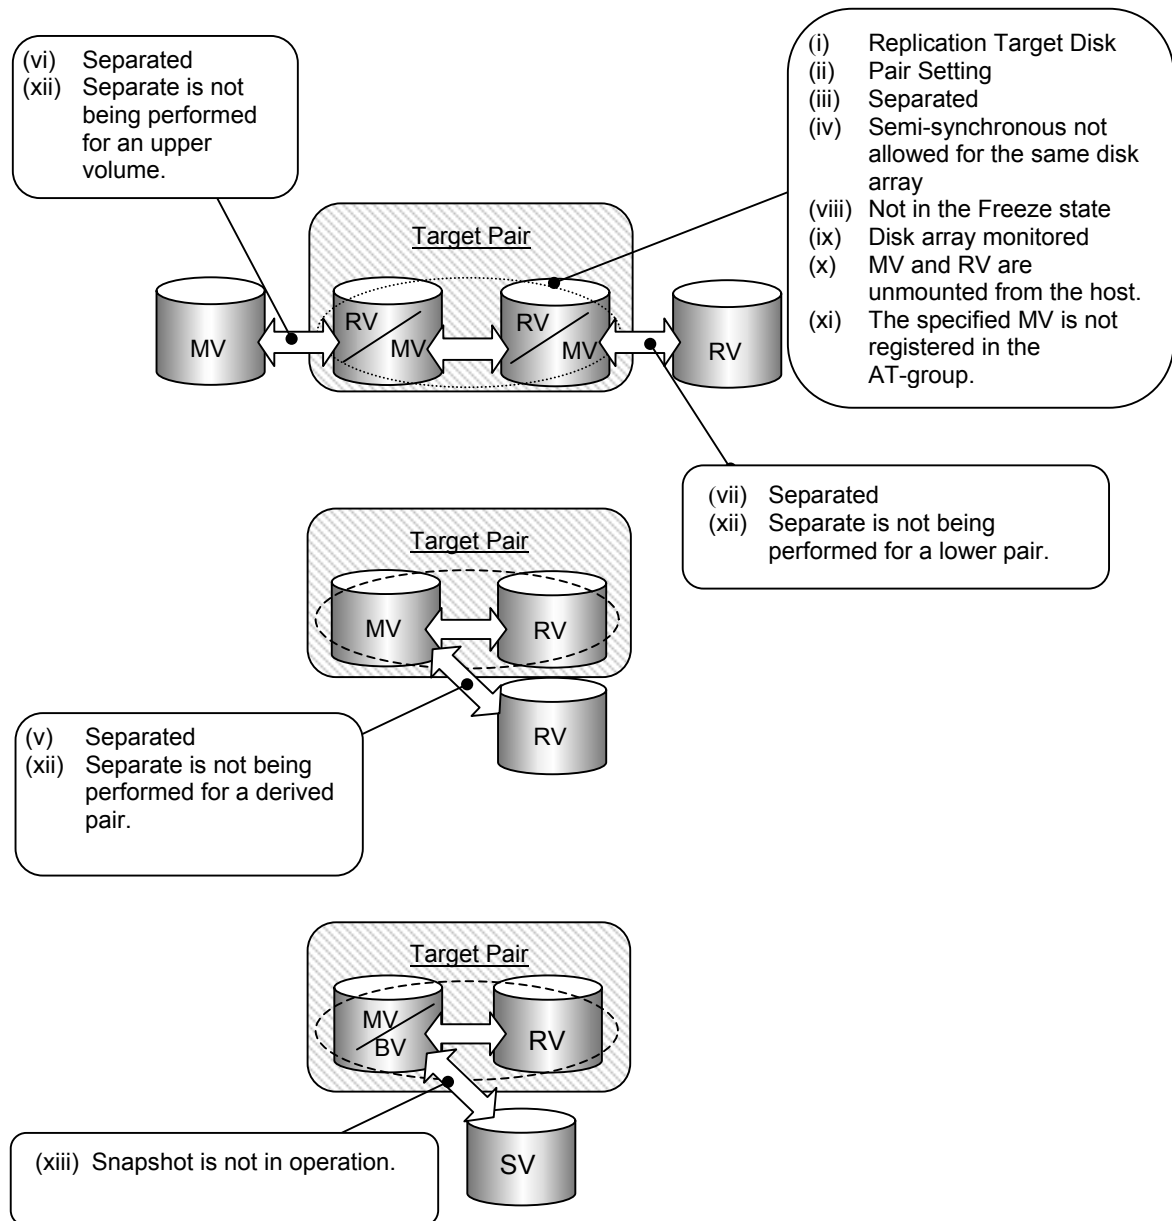 (vi) Separated
(xii) Separate is not
being performed
for an upper
volume.
(i) Replication Target Disk
(ii) Pair Setting
(iii) Separated
(iv) Semi-synchronous not
allowed for the same disk
array
(viii) Not in the Freeze state
(ix) Disk array monitored
(x) MV and RV are
unmounted from the host.
(xi) The specified MV is not
registered in the
AT-group.
Target Pair
MV
RV
MV
RV
MV
RV
(vii) Separated
(xii) Separate is not being
performed for a lower pair.
Target Pair
MV
RV
RV
(v) Separated
(xii) Separate is not being
performed for a derived
pair.
Target Pair
MV
BV
RV
SV
(xiii) Snapshot is not in operation.